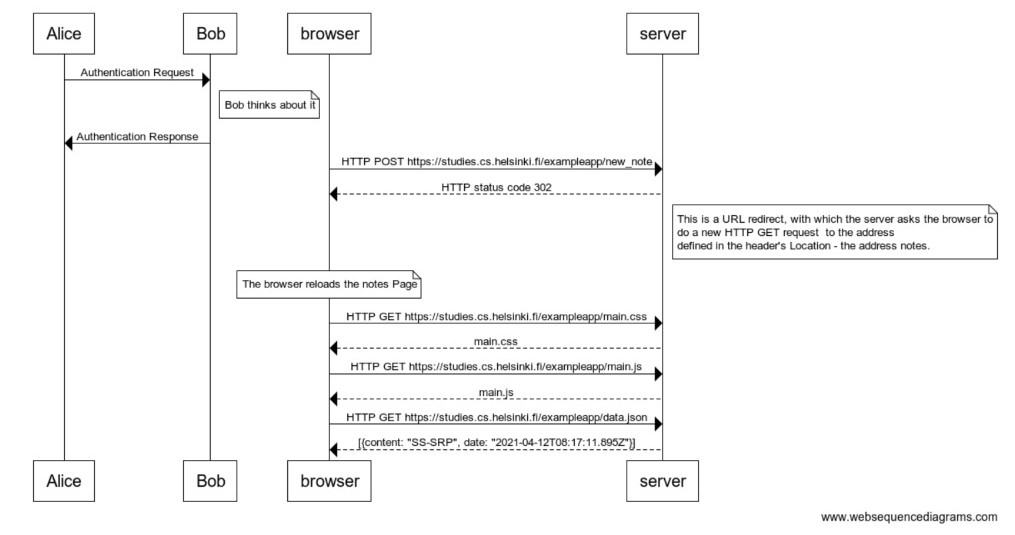 Alice
Bob
browser
server
Authentication Request
Bob thinks about it
Authentication Response
HTTP POST https://studies.cs.helsinki.fi/exampleapp/new_note
HTTP status code 302
This is a URL redirect, with which the server asks the browser to
do a new HTTP GET request  to the address
defined in the header's Location - the address notes.
The browser reloads the notes Page
HTTP GET https://studies.cs.helsinki.fi/exampleapp/main.css
main.css
HTTP GET https://studies.cs.helsinki.fi/exampleapp/main.js
main.js
HTTP GET https://studies.cs.helsinki.fi/exampleapp/data.json
[{content: "SS-SRP", date: "2021-04-12T08:17:11.895Z"}]
Alice
Bob
browser
server
www.websequencediagrams.com